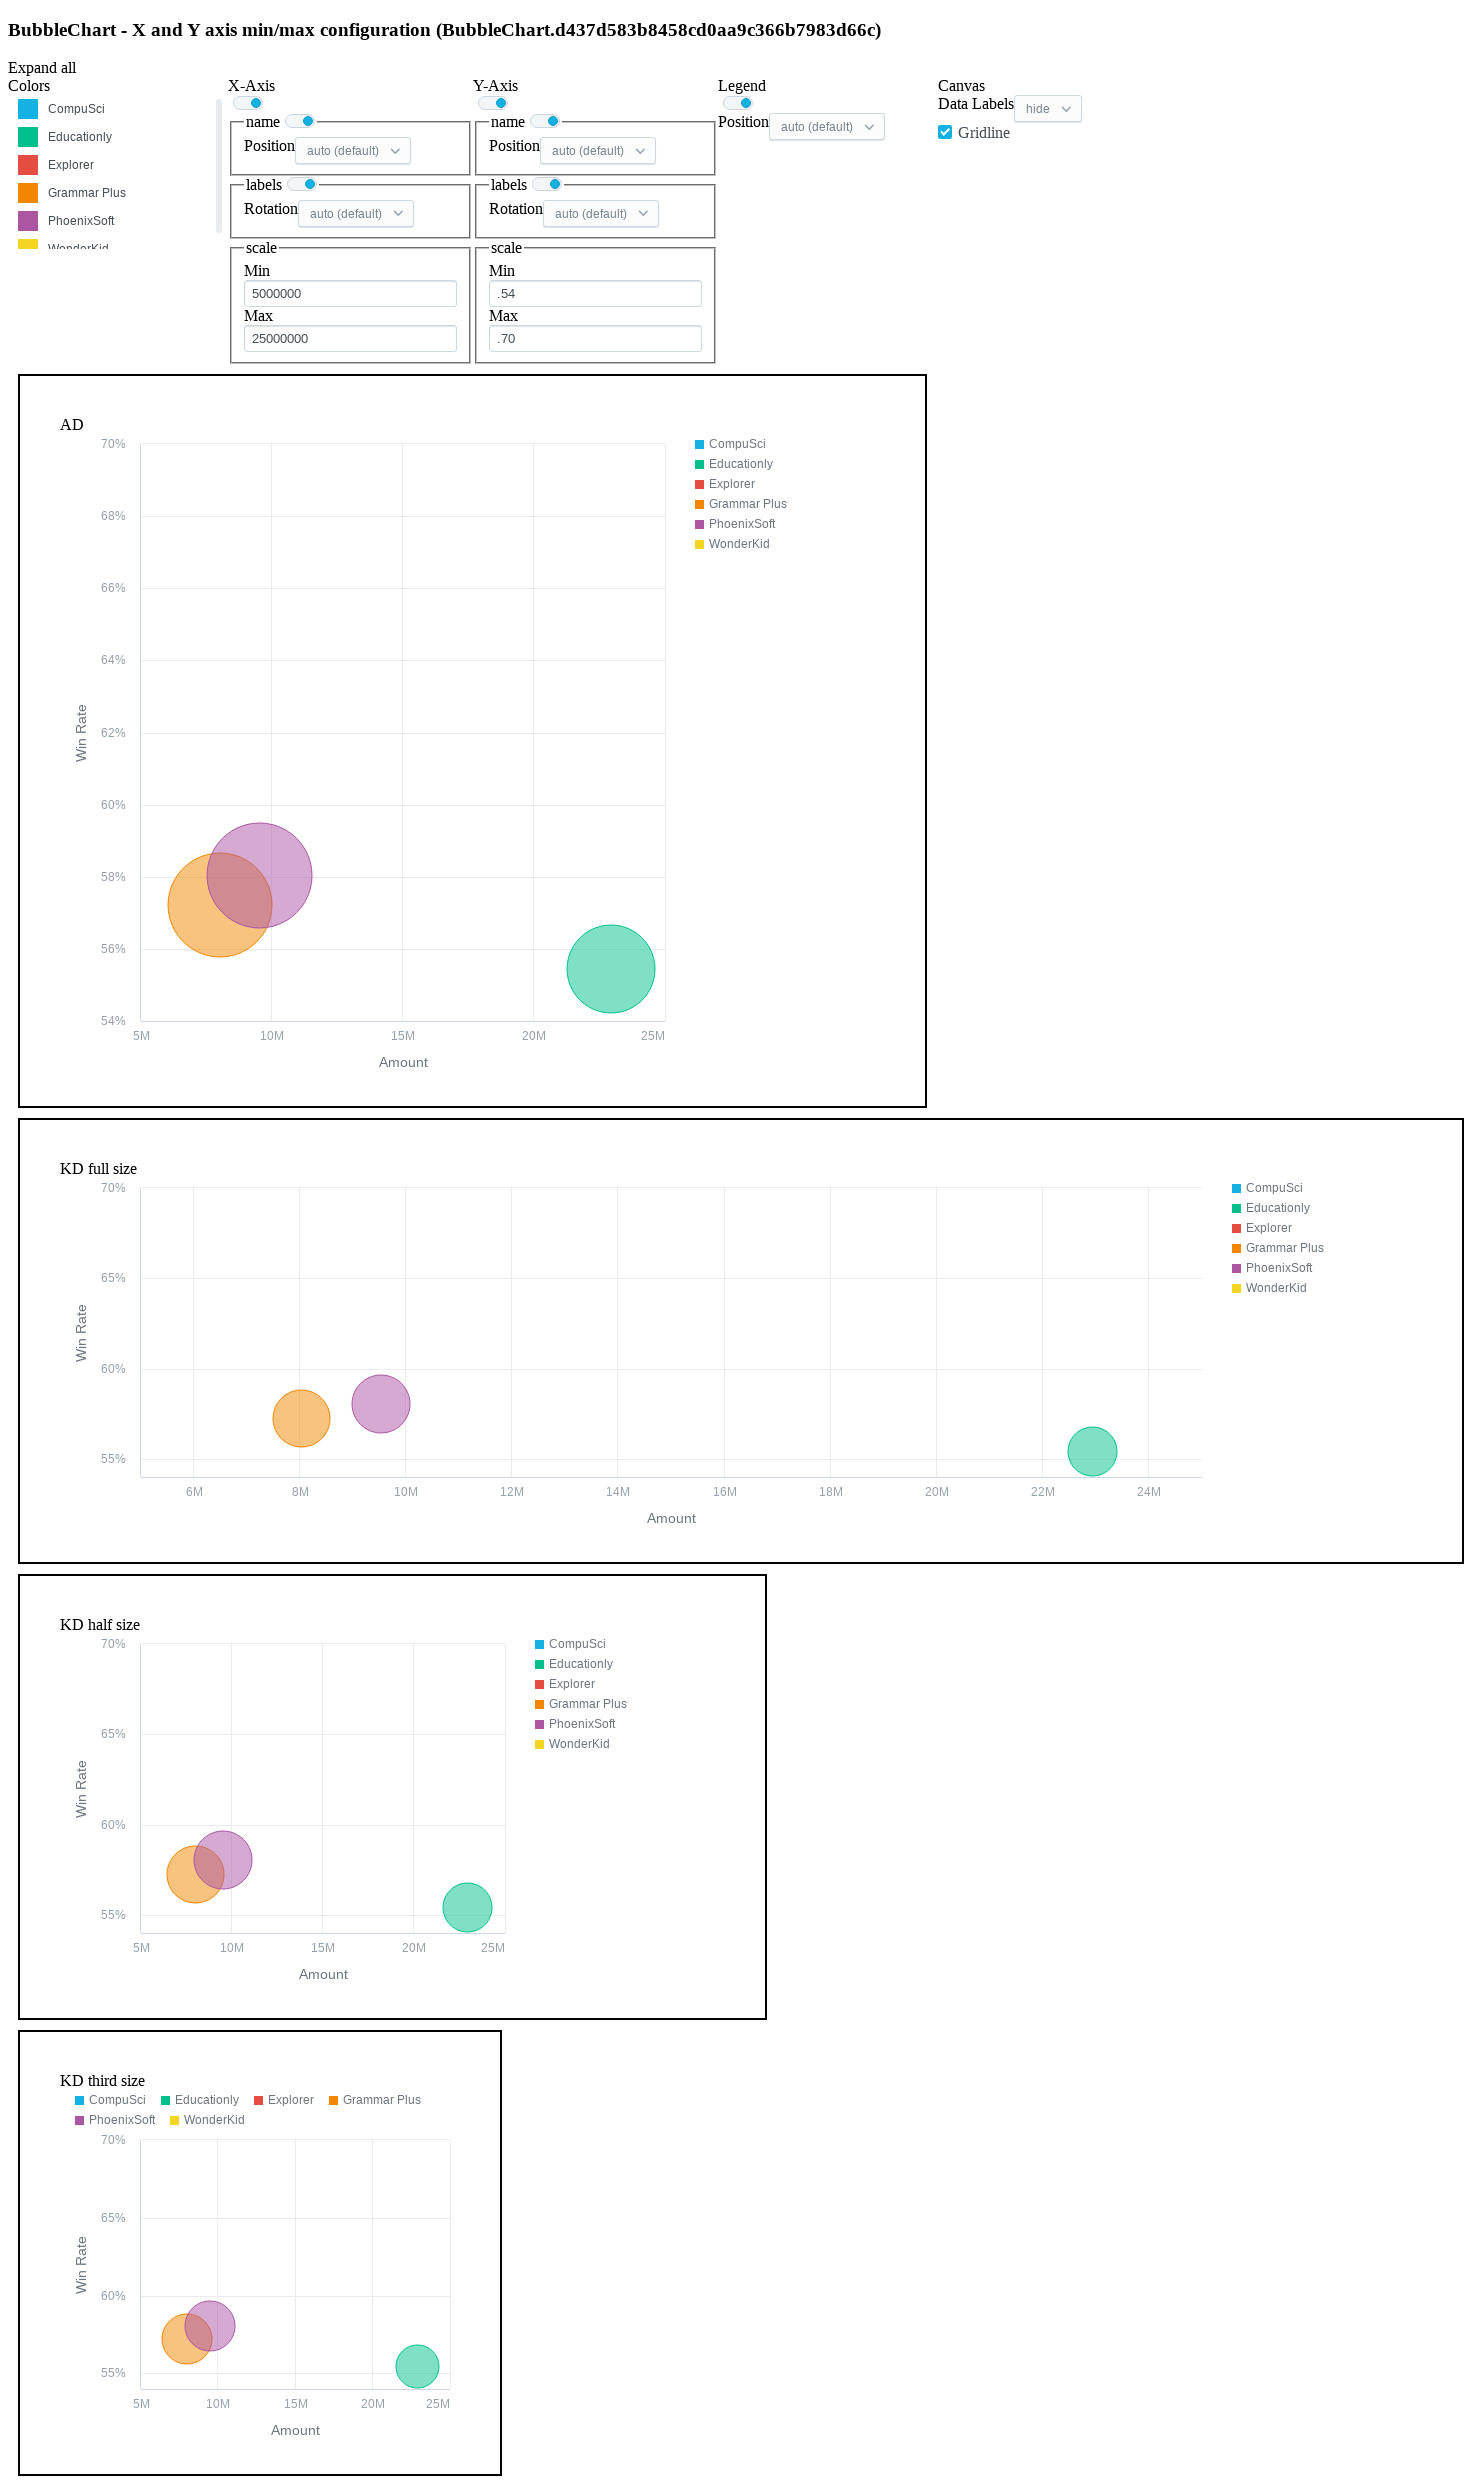 BubbleChart - X and Y axis min/max configuration (BubbleChart.d437d583b8458cd0aa9c366b7983d66c)
Expand all
Colors
CompuSci
Educationly
Explorer
Grammar Plus
PhoenixSoft
WonderKid
X-Axis
name
Position auto (default)
labels
Rotation auto (default)
scale
Min
5000000
Max
25000000
Y-Axis
name
Position auto (default)
labels
Rotation auto (default)
scale
Min
.54
Max
.70
Legend
Position auto (default)
Canvas
Data Labels hide
Gridline
AD
70%
68%
66%
64%
62%
60%
58%
56%
54%
Win Rate
5M 10M 15M 20M 25M
Amount
CompuSci
Educationly
Explorer
Grammar Plus
PhoenixSoft
WonderKid
KD full size
70%
65%
60%
55%
Win Rate
6M 8M 10M 12M 14M 16M 18M 20M 22M 24M
Amount
CompuSci
Educationly
Explorer
Grammar Plus
PhoenixSoft
WonderKid
KD half size
70%
65%
60%
55%
Win Rate
5M 10M 15M 20M 25M
Amount
CompuSci
Educationly
Explorer
Grammar Plus
PhoenixSoft
WonderKid
KD third size
CompuSci Educationly Explorer Grammar Plus
PhoenixSoft WonderKid
70%
65%
60%
55%
Win Rate
5M 10M 15M 20M 25M
Amount